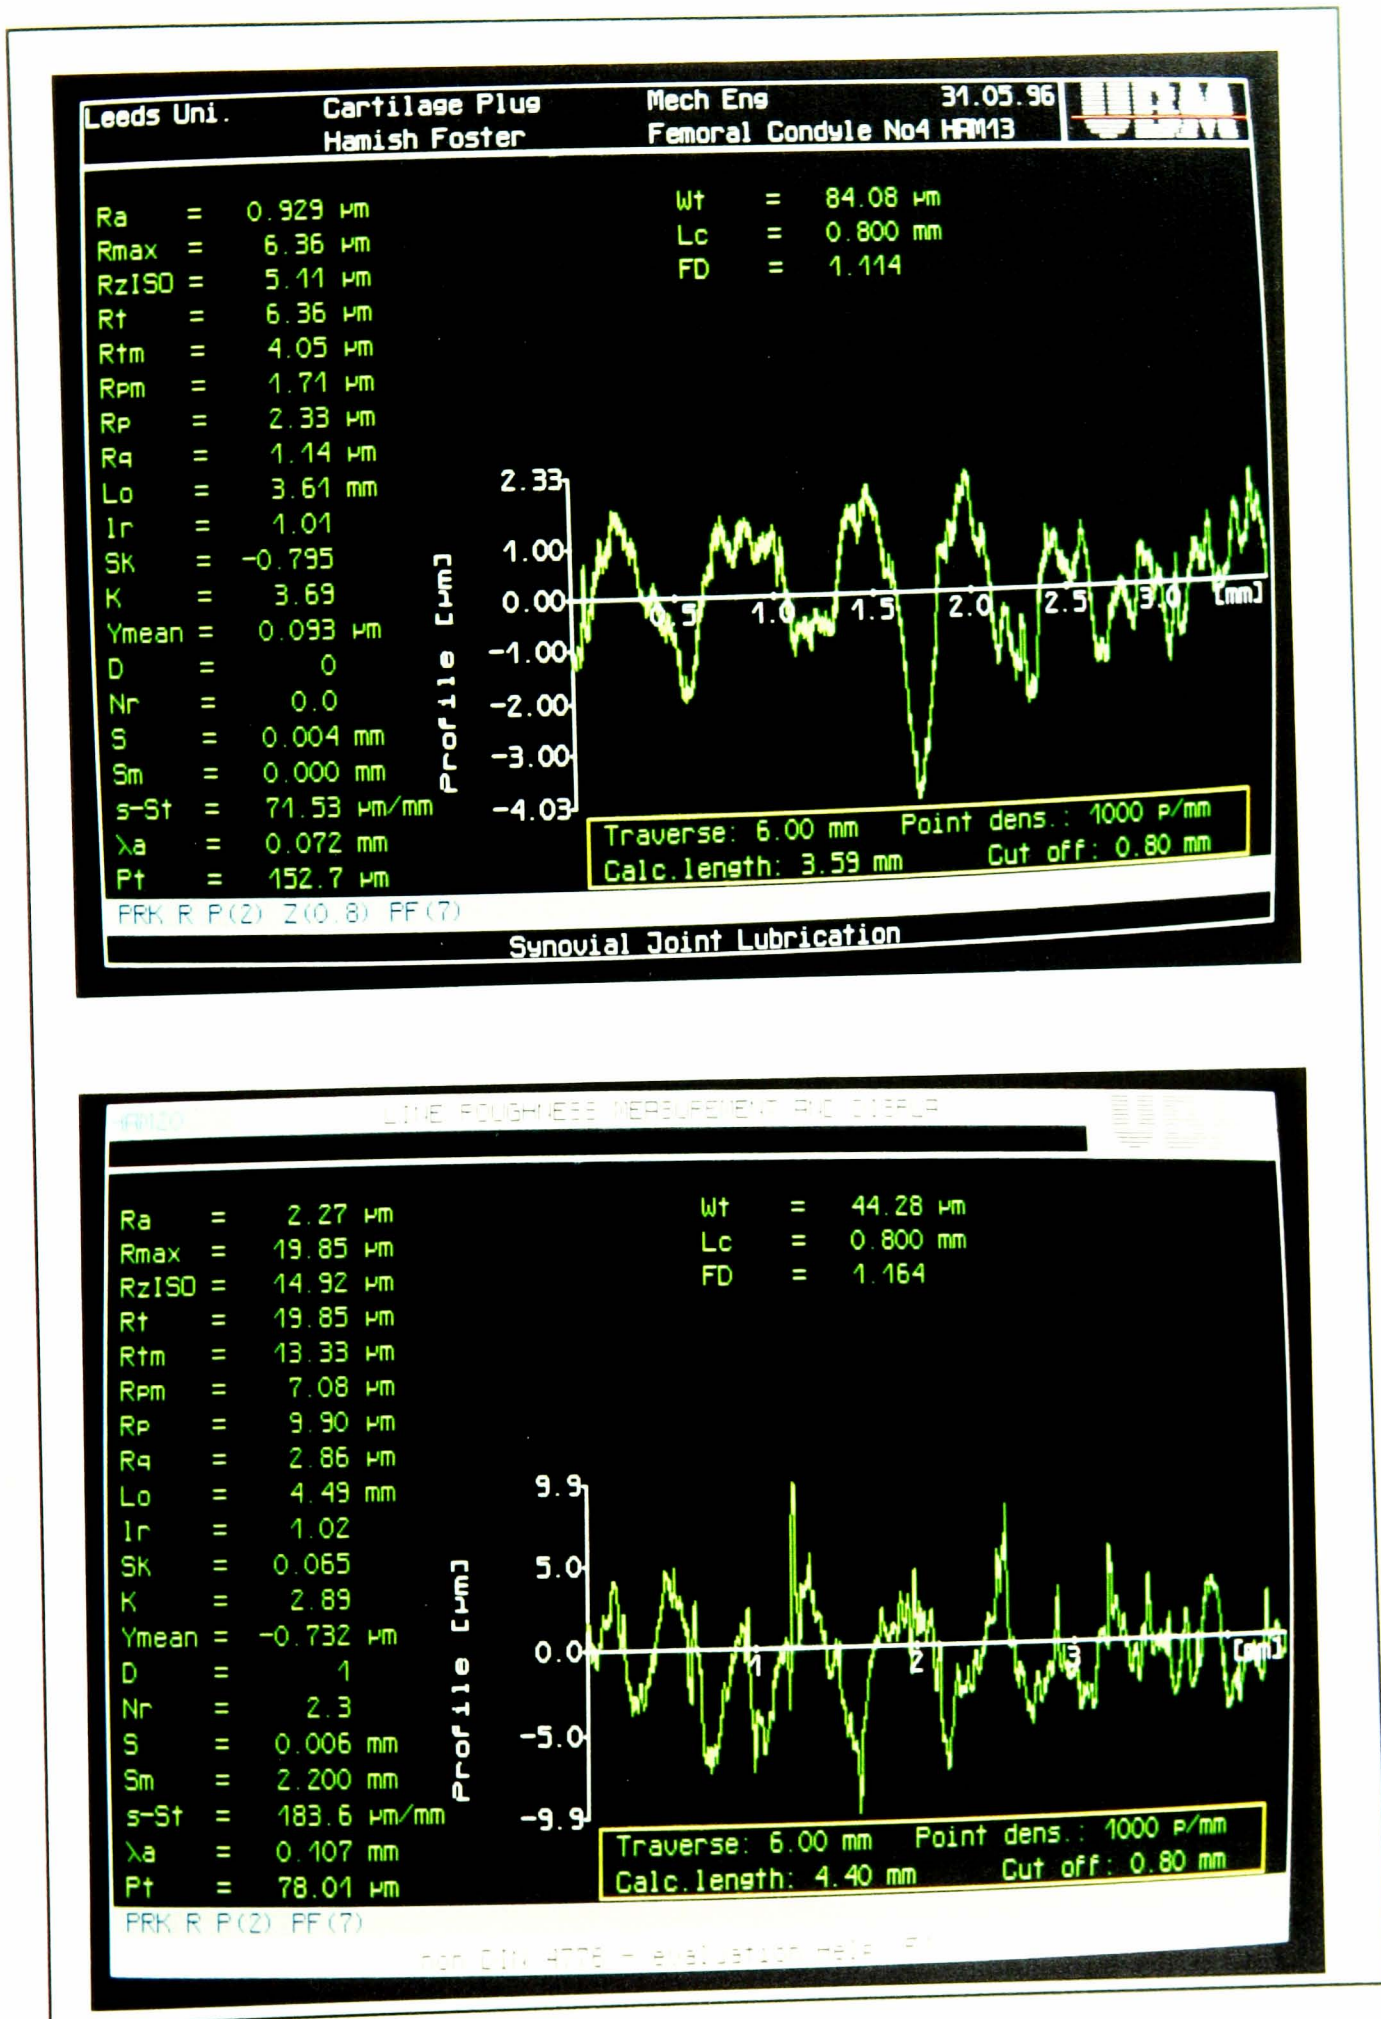 Leeds Uni. Cartilage Plug Mech Eng 31.05.96 UBM
Hamish Foster Femoral Condyle No4 HAM13
Ra = 0.929 µm
Rmax = 6.36 µm
RzISO = 5.11 µm
Rt = 6.36 µm
Rtm = 4.05 µm
Rpm = 1.71 µm
Rp = 2.33 µm
Rq = 1.14 µm
Lo = 3.61 mm
lr = 1.01
SK = -0.795
K = 3.69
Ymean = 0.093 µm
D = 0
Nr = 0.0
S = 0.004 mm
Sm = 0.000 mm
s-St = 71.53 µm/mm
λa = 0.072 mm
Pt = 152.7 µm
Wt = 84.08 µm
Lc = 0.800 mm
FD = 1.114
Profile [µm]
2.33
1.00
0.00
-1.00
-2.00
-3.00
-4.03
0.5 1.0 1.5 2.0 2.5 3.0 [mm]
Traverse: 6.00 mm Point dens.: 1000 P/mm
Calc.length: 3.59 mm Cut off: 0.80 mm
PRK R P(2) Z(0.8) PF(7)
Synovial Joint Lubrication
HAM20
LINE ROUGHNESS MEASUREMENT AND
Ra = 2.27 µm
Rmax = 19.85 µm
RzISO = 14.92 µm
Rt = 19.85 µm
Rtm = 13.33 µm
Rpm = 7.08 µm
Rp = 9.90 µm
Rq = 2.86 µm
Lo = 4.49 mm
lr = 1.02
SK = 0.065
K = 2.89
Ymean = -0.732 µm
D = 1
Nr = 2.3
S = 0.006 mm
Sm = 2.200 mm
s-St = 183.6 µm/mm
λa = 0.107 mm
Pt = 78.01 µm
Wt = 44.28 µm
Lc = 0.800 mm
FD = 1.164
Profile [µm]
9.9
5.0
0.0
-5.0
-9.9
1 2 3 [mm]
Traverse: 6.00 mm Point dens.: 1000 P/mm
Calc.length: 4.40 mm Cut off: 0.80 mm
PRK R P(2) PF(7)
non DIN 4776 - evaluation